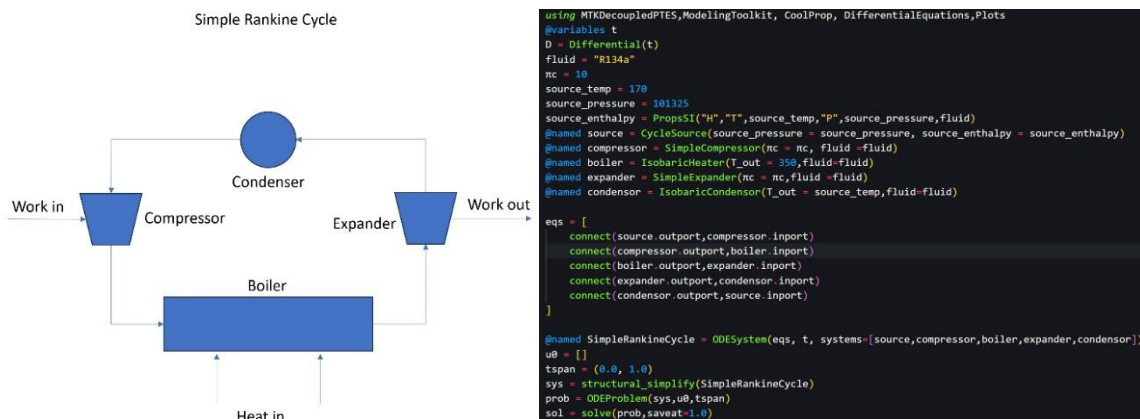 Simple Rankine Cycle
Condenser
Work in
Compressor
Expander
Work out
Boiler
Heat in
using MTKDecoupledPTES,ModelingToolkit, CoolProp, DifferentialEquations,Plots
@variables t
D = Differential(t)
fluid = "R134a"
πc = 10
source_temp = 170
source_pressure = 101325
source_enthalpy = PropsSI("H","T",source_temp,"P",source_pressure,fluid)
@named source = CycleSource(source_pressure = source_pressure, source_enthalpy = source_enthalpy)
@named compressor = SimpleCompressor(πc = πc, fluid =fluid)
@named boiler = IsobaricHeater(T_out = 350,fluid=fluid)
@named expander = SimpleExpander(πc = πc,fluid =fluid)
@named condensor = IsobaricCondensor(T_out = source_temp,fluid=fluid)
eqs = [
connect(source.outport,compressor.inport)
connect(compressor.outport,boiler.inport)
connect(boiler.outport,expander.inport)
connect(expander.outport,condensor.inport)
connect(condensor.outport,source.inport)
]
@named SimpleRankineCycle = ODESystem(eqs, t, systems=[source,compressor,boiler,expander,condensor])
u0 = []
tspan = (0.0, 1.0)
sys = structural_simplify(SimpleRankineCycle)
prob = ODEProblem(sys,u0,tspan)
sol = solve(prob,saveat=1.0)